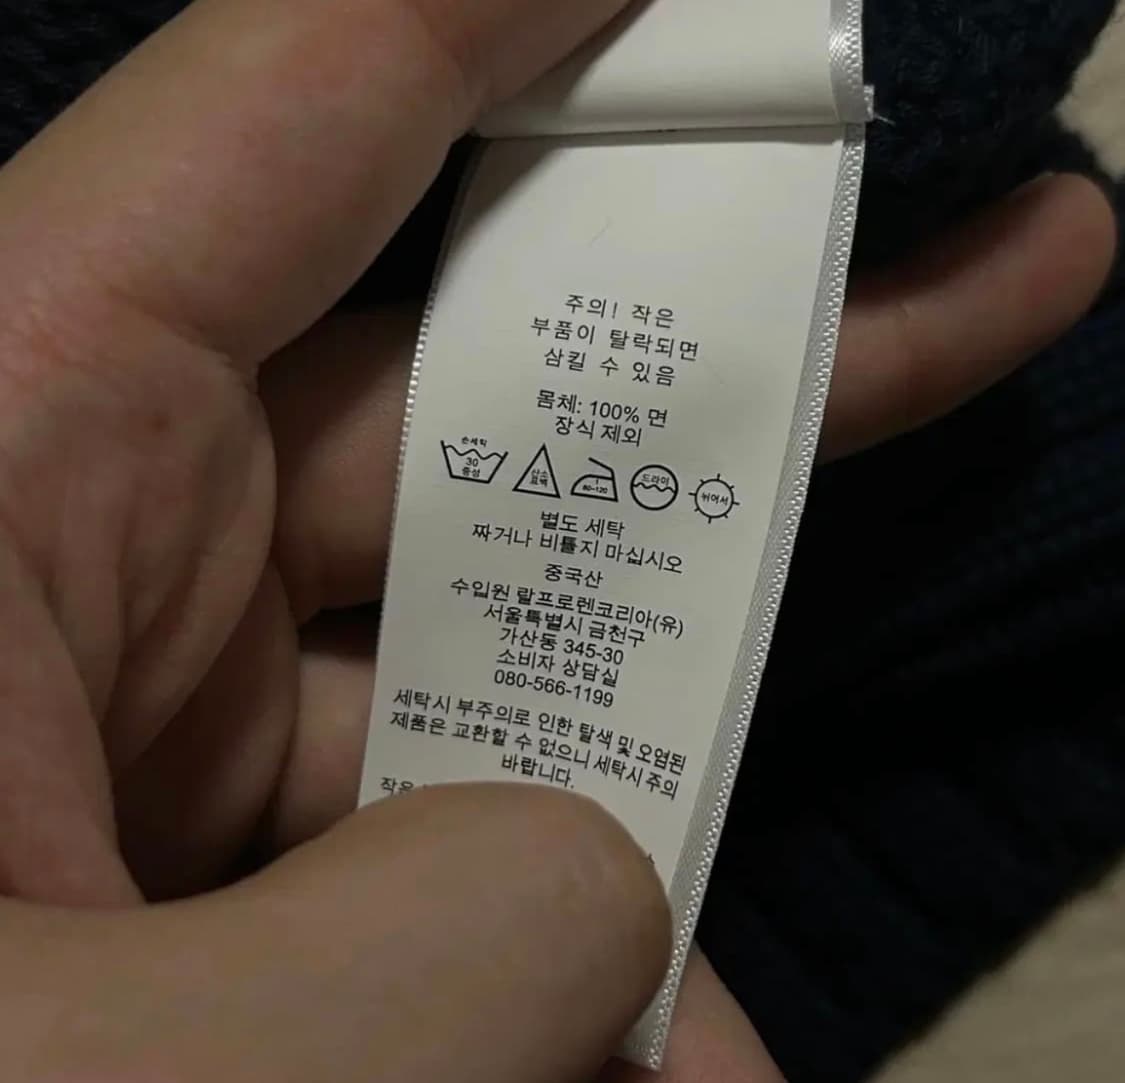 주의! 작은
부품이 탈락되면
삼킬 수 있음
몸체: 100% 면
장식 제외
손세탁
30
중성
산소
표백
80~120
드라이
뉘어서
별도 세탁
짜거나 비틀지 마십시오
중국산
수입원 랄프로렌코리아(유)
서울특별시 금천구
가산동 345-30
소비자 상담실
080-566-1199
세탁시 부주의로 인한 탈색 및 오염된
제품은 교환할 수 없으니 세탁시 주의
바랍니다.
작은